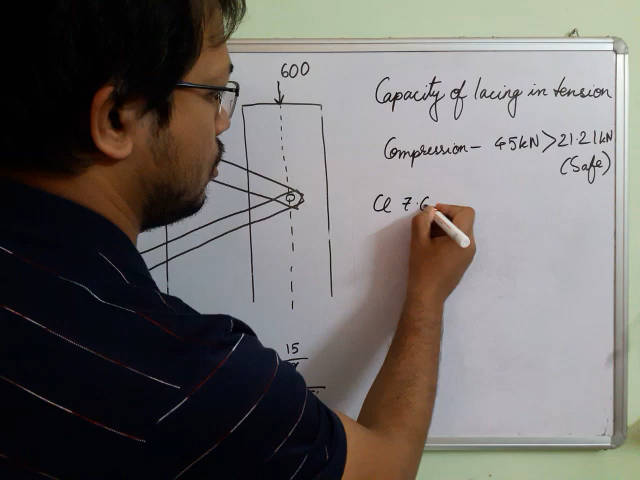 600
Capacity of lacing in tension
Compression - 45kN > 21.21kN
(Safe)
Cl 7.6
15